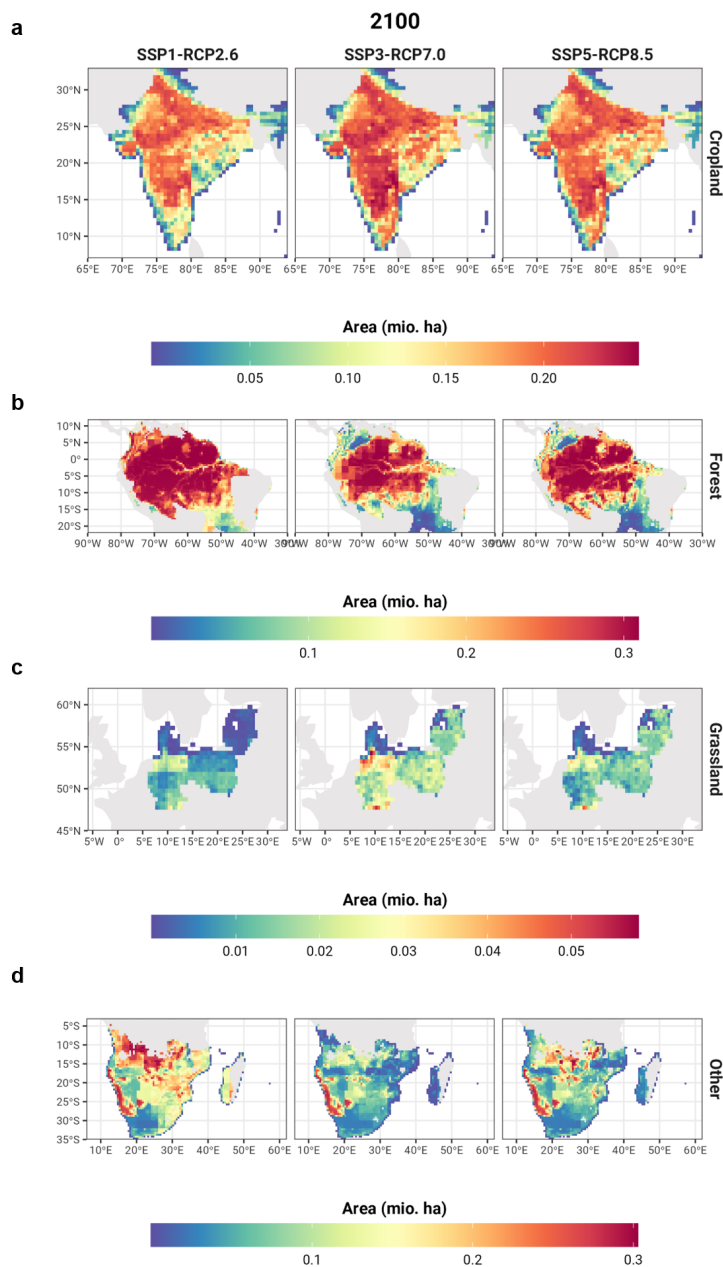 2100
a
SSP1-RCP2.6 SSP3-RCP7.0 SSP5-RCP8.5
30°N
25°N
20°N
15°N
10°N
Cropland
65°E 70°E 75°E 80°E 85°E 90°E 65°E 70°E 75°E 80°E 85°E 90°E 65°E 70°E 75°E 80°E 85°E 90°E
Area (mio. ha)
0.05 0.10 0.15 0.20
b
10°N
5°N
0°
5°S
10°S
15°S
20°S
Forest
90°W 80°W 70°W 60°W 50°W 40°W 30°W 90°W 80°W 70°W 60°W 50°W 40°W 30°W 90°W 80°W 70°W 60°W 50°W 40°W 30°W
Area (mio. ha)
0.1 0.2 0.3
c
60°N
55°N
50°N
45°N
Grassland
5°W 0° 5°E 10°E 15°E 20°E 25°E 30°E 5°W 0° 5°E 10°E 15°E 20°E 25°E 30°E 5°W 0° 5°E 10°E 15°E 20°E 25°E 30°E
Area (mio. ha)
0.01 0.02 0.03 0.04 0.05
d
5°S
10°S
15°S
20°S
25°S
30°S
35°S
Other
10°E 20°E 30°E 40°E 50°E 60°E 10°E 20°E 30°E 40°E 50°E 60°E 10°E 20°E 30°E 40°E 50°E 60°E
Area (mio. ha)
0.1 0.2 0.3